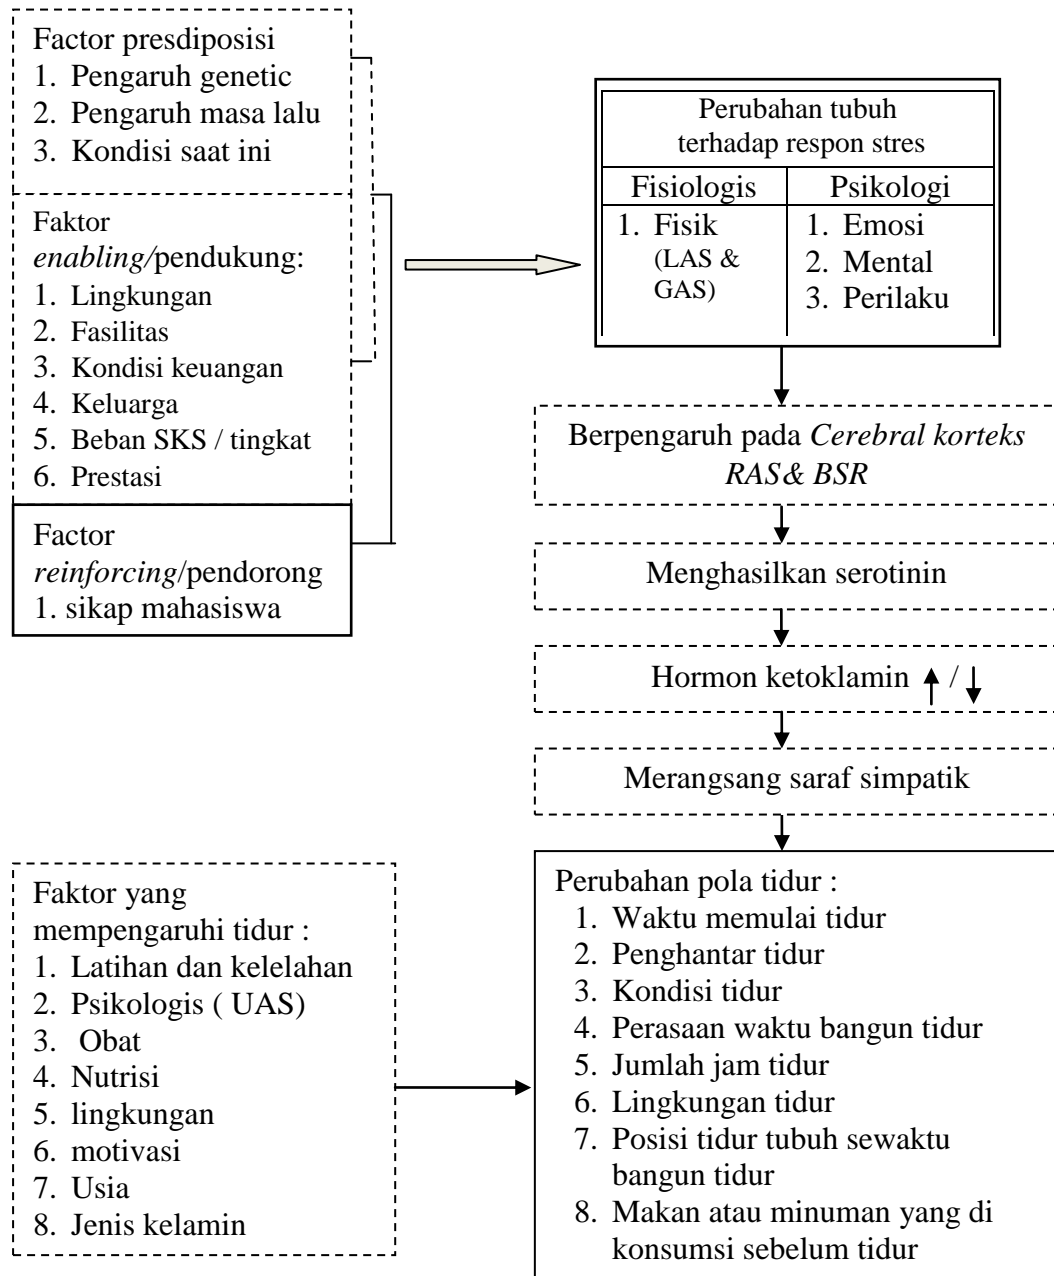 Factor presdiposisi
1. Pengaruh genetic
2. Pengaruh masa lalu
3. Kondisi saat ini
Faktor
enabling/pendukung:
1. Lingkungan
2. Fasilitas
3. Kondisi keuangan
4. Keluarga
5. Beban SKS / tingkat
6. Prestasi
Factor
reinforcing/pendorong
1. sikap mahasiswa
Perubahan tubuh
terhadap respon stres
Fisiologis
1. Fisik
(LAS &
GAS)
Psikologi
1. Emosi
2. Mental
3. Perilaku
Berpengaruh pada Cerebral korteks
RAS& BSR
Menghasilkan serotinin
Hormon ketoklamin ↑ / ↓
Merangsang saraf simpatik
Faktor yang
mempengaruhi tidur :
1. Latihan dan kelelahan
2. Psikologis ( UAS)
3. Obat
4. Nutrisi
5. lingkungan
6. motivasi
7. Usia
8. Jenis kelamin
Perubahan pola tidur :
1. Waktu memulai tidur
2. Penghantar tidur
3. Kondisi tidur
4. Perasaan waktu bangun tidur
5. Jumlah jam tidur
6. Lingkungan tidur
7. Posisi tidur tubuh sewaktu
bangun tidur
8. Makan atau minuman yang di
konsumsi sebelum tidur